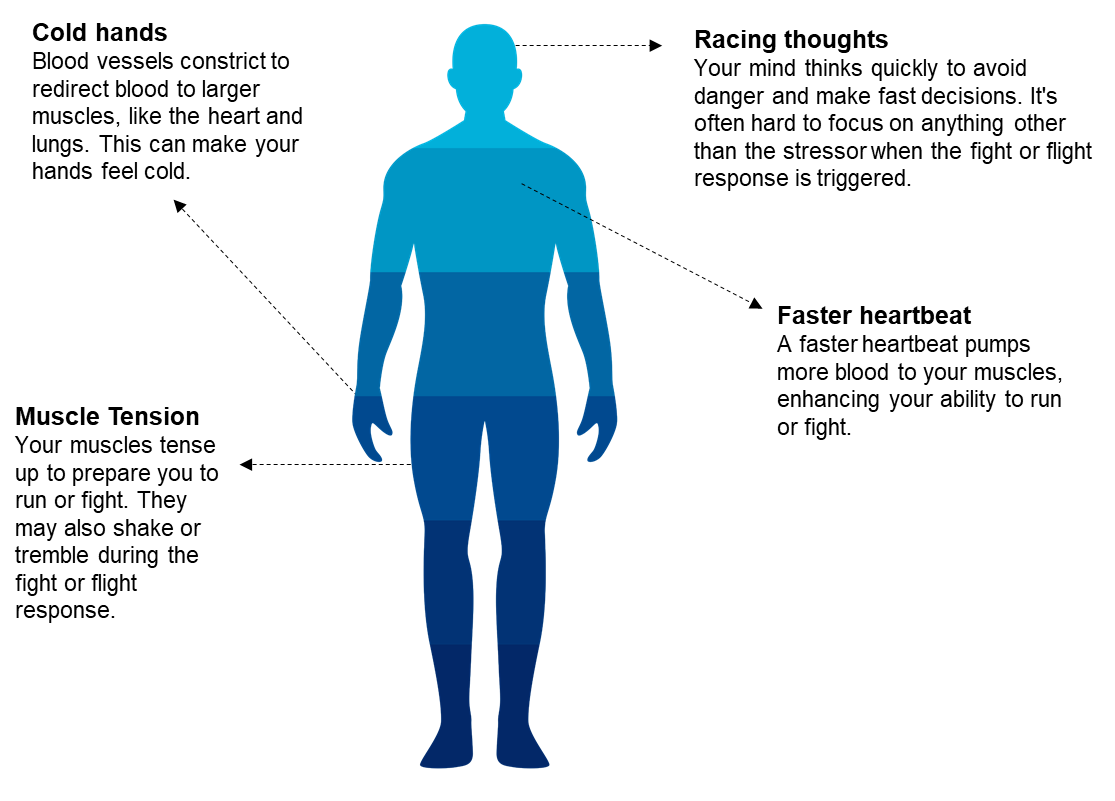 Cold hands
Blood vessels constrict to
redirect blood to larger
muscles, like the heart and
lungs. This can make your
hands feel cold.
Racing thoughts
Your mind thinks quickly to avoid
danger and make fast decisions. It's
often hard to focus on anything other
than the stressor when the fight or flight
response is triggered.
Faster heartbeat
A faster heartbeat pumps
more blood to your muscles,
enhancing your ability to run
or fight.
Muscle Tension
Your muscles tense
up to prepare you to
run or fight. They
may also shake or
tremble during the
fight or flight
response.